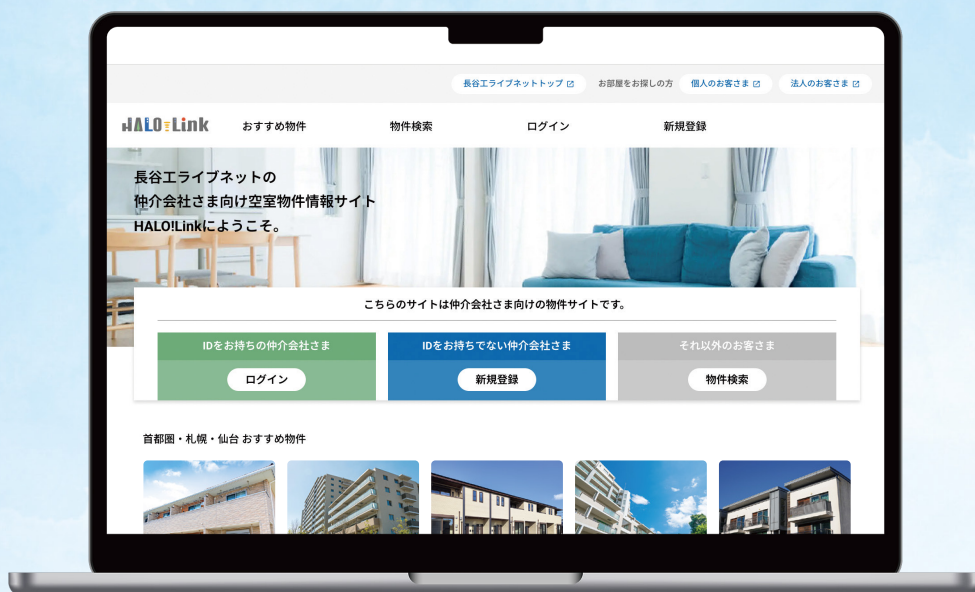 長谷工ライブネットトップ
お部屋をお探しの方
個人のお客さま
法人のお客さま
HALO!Link
おすすめ物件
物件検索
ログイン
新規登録
長谷工ライブネットの
仲介会社さま向け空室物件情報サイト
HALO!Linkにようこそ。
こちらのサイトは仲介会社さま向けの物件サイトです。
IDをお持ちの仲介会社さま
ログイン
IDをお持ちでない仲介会社さま
新規登録
それ以外のお客さま
物件検索
首都圏・札幌・仙台 おすすめ物件